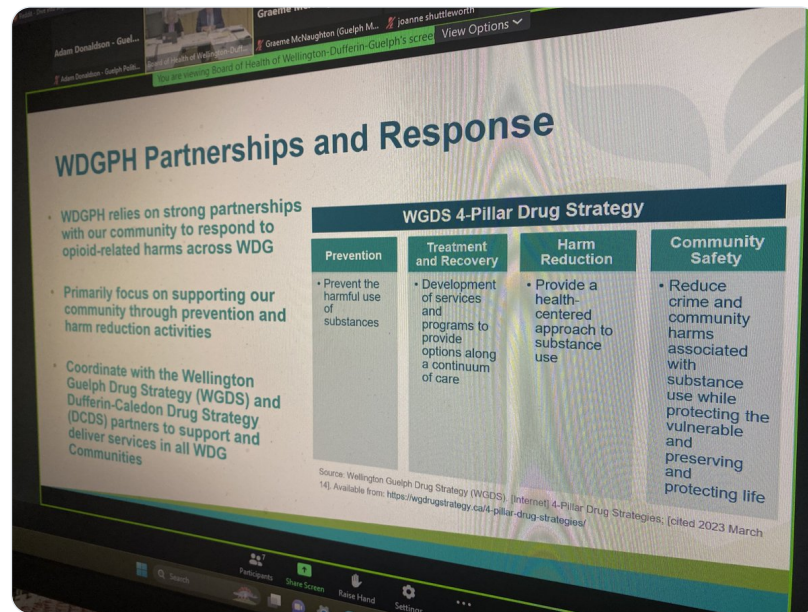 Graeme M
Adam Donaldson - Guel...
Graeme McNaughton (Guelph M...
joanne shuttleworth
Adam Donaldson - Guelph Politi
Board of Health of Wellington-Duff
You are viewing Board of Health of Wellington-Dufferin-Guelph's scree
View Options
WDGPH Partnerships and Response
• WDGPH relies on strong partnerships
with our community to respond to
opioid-related harms across WDG
• Primarily focus on supporting our
community through prevention and
harm reduction activities
• Coordinate with the Wellington
Guelph Drug Strategy (WGDS) and
Dufferin-Caledon Drug Strategy
(DCDS) partners to support and
deliver services in all WDG
Communities
WGDS 4-Pillar Drug Strategy
Prevention
• Prevent the
harmful use
of
substances
Treatment
and Recovery
• Development
of services
and
programs to
provide
options along
a continuum
of care
Harm
Reduction
• Provide a
health-
centered
approach to
substance
use
Community
Safety
• Reduce
crime and
community
harms
associated
with
substance
use while
protecting the
vulnerable
and
preserving
and
protecting life
Source: Wellington Guelph Drug Strategy (WGDS). [Internet] 4-Pillar Drug Strategies; [cited 2023 March
14]. Available from: https://wgdrugstrategy.ca/4-pillar-drug-strategies/
7
Participants
Share Screen
Raise Hand
Settings
Search